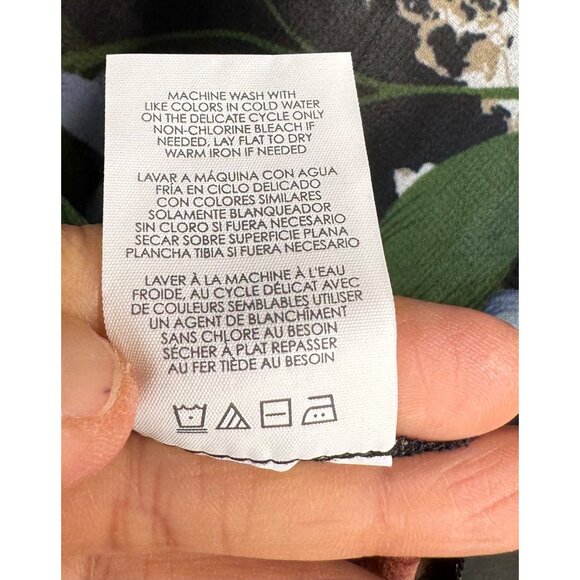 MACHINE WASH WITH
LIKE COLORS IN COLD WATER
ON THE DELICATE CYCLE ONLY
NON-CHLORINE BLEACH IF
NEEDED, LAY FLAT TO DRY
WARM IRON IF NEEDED
LAVAR A MÁQUINA CON AGUA
FRÍA EN CICLO DELICADO
CON COLORES SIMILARES
SOLAMENTE BLANQUEADOR
SIN CLORO SI FUERA NECESARIO
SECAR SOBRE SUPERFICIE PLANA
PLANCHA TIBIA SI FUERA NECESARIO
LAVER À LA MACHINE À L'EAU
FROIDE, AU CYCLE DÉLICAT AVEC
DE COULEURS SEMBLABLES UTILISER
UN AGENT DE BLANCHÍMENT
SANS CHLORE AU BESOIN
SÉCHER À PLAT REPASSER
AU FER TIÈDE AU BESOIN